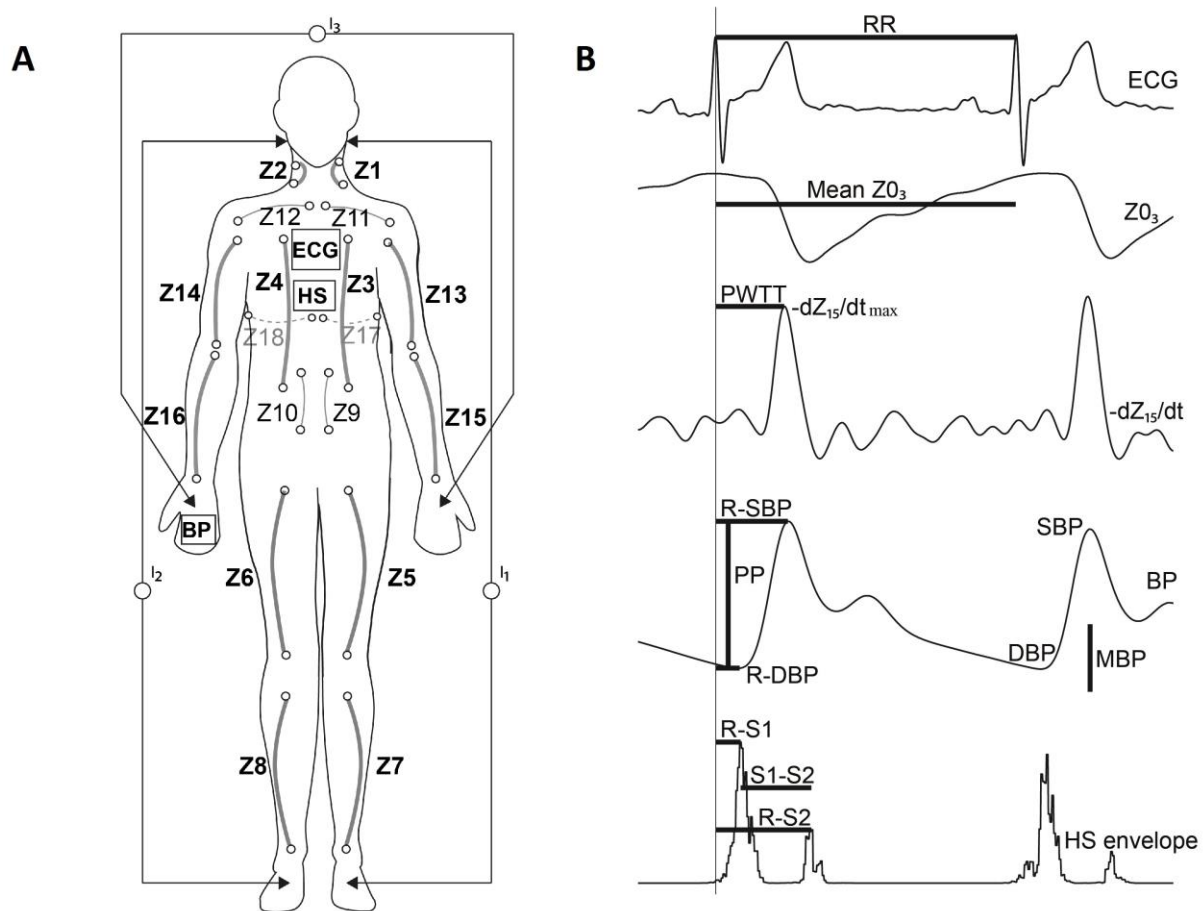 A
I₃
Z2
Z1
Z12
Z11
ECG
Z4
Z3
HS
Z14
Z13
Z18
Z17
Z10
Z9
Z16
Z15
BP
I₂
I₁
Z6
Z5
Z8
Z7
B
RR
ECG
Mean Z0₃
Z0₃
PWTT
-dZ₁₅/dt max
-dZ₁₅/dt
R-SBP
SBP
PP
BP
DBP
MBP
R-DBP
R-S1
S1-S2
R-S2
HS envelope